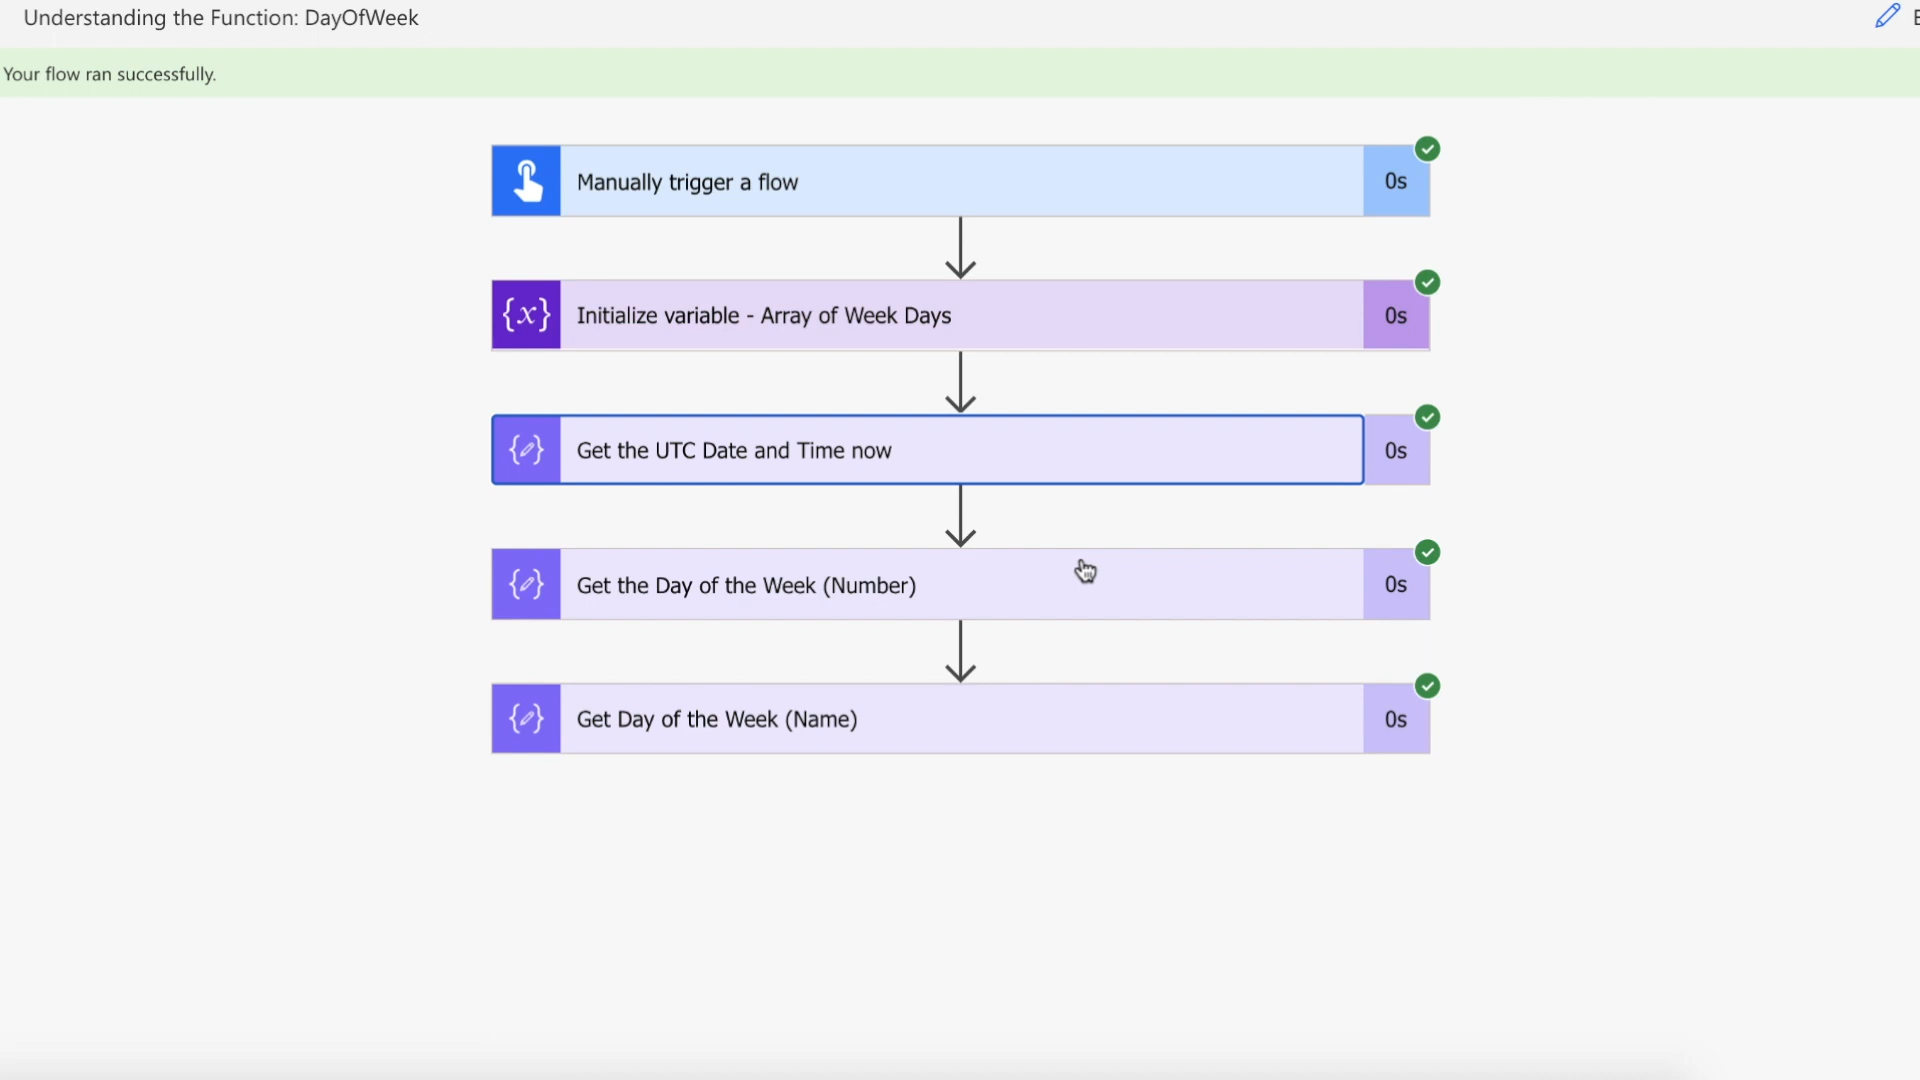 Understanding the Function: DayOfWeek
Your flow ran successfully.
Manually trigger a flow
0s
{x}
Initialize variable - Array of Week Days
0s
Get the UTC Date and Time now
0s
Get the Day of the Week (Number)
0s
Get Day of the Week (Name)
0s